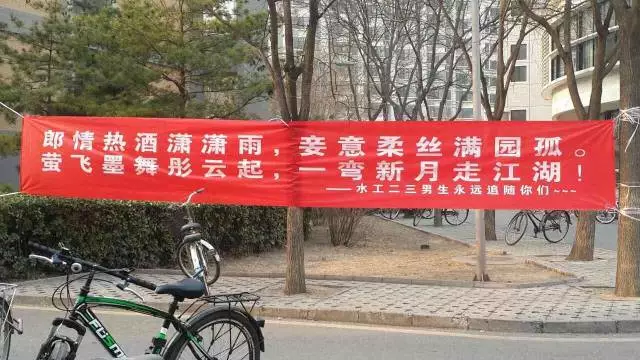 郎情热酒潇潇雨，妾意柔丝满园孤。
萤飞墨舞彤云起，一弯新月走江湖！
——水工二三男生永远追随你们~~~